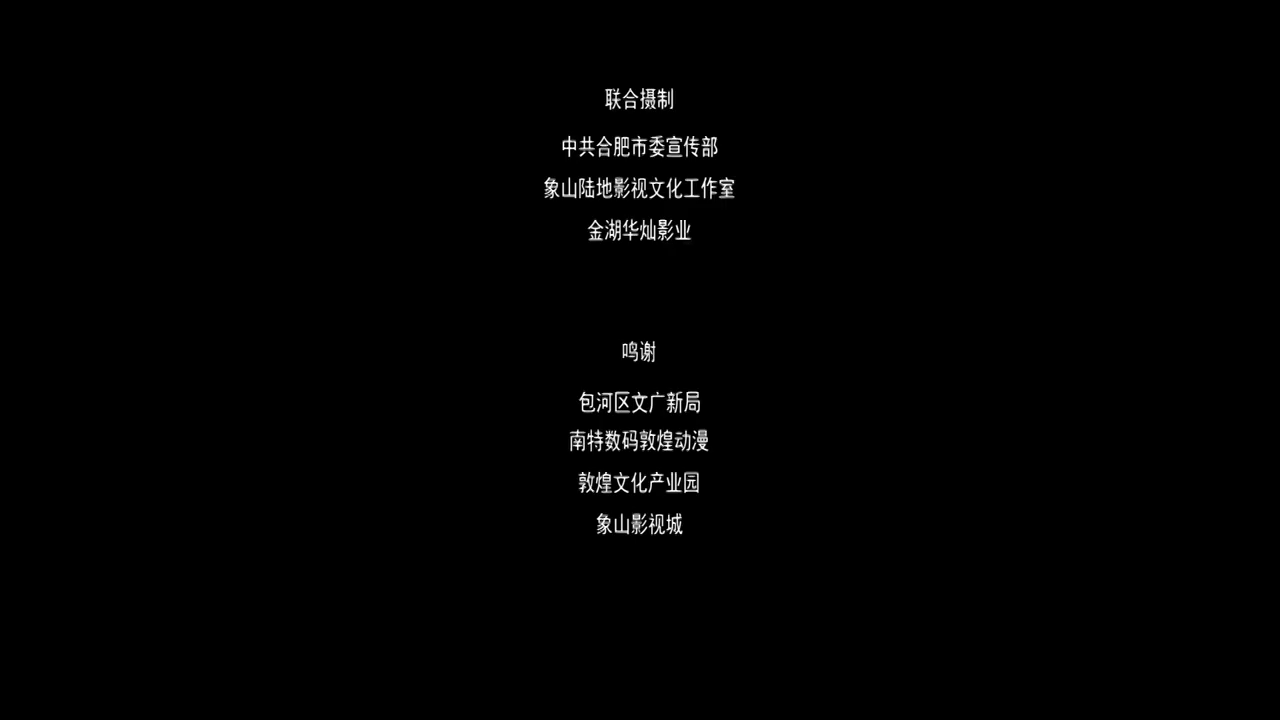 联合摄制
中共合肥市委宣传部
象山陆地影视文化工作室
金湖华灿影业
鸣谢
包河区文广新局
南特数码敦煌动漫
敦煌文化产业园
象山影视城